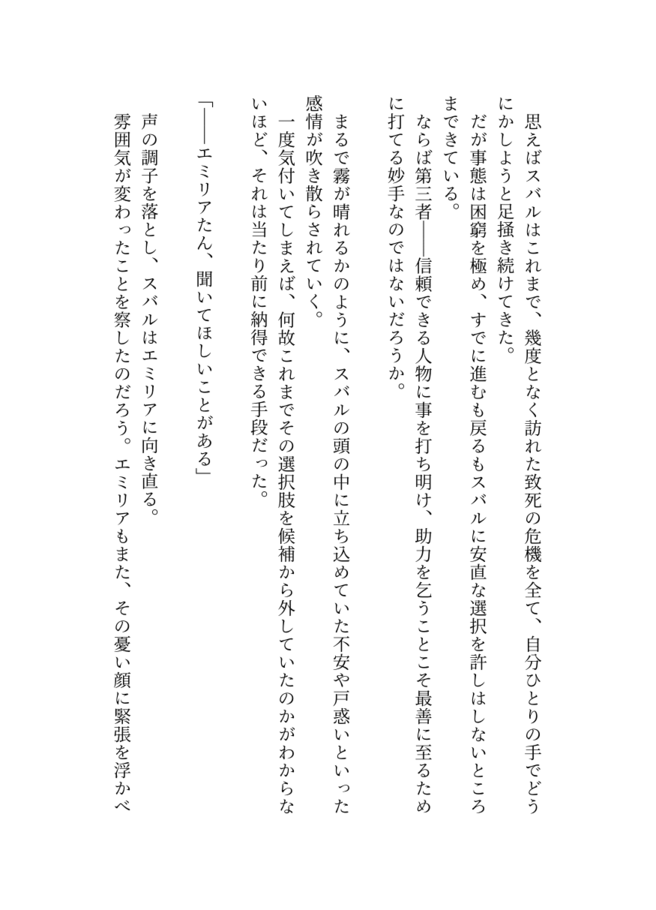 思えばスバルはこれまで、幾度となく訪れた致死の危機を全て、自分ひとりの手でどう
にかしようと足掻き続けてきた。
だが事態は困窮を極め、すでに進むも戻るもスバルに安直な選択を許しはしないところ
まできている。
ならば第三者――信頼できる人物に事を打ち明け、助力を乞うことこそ最善に至るため
に打てる妙手なのではないだろうか。
まるで霧が晴れるかのように、スバルの頭の中に立ち込めていた不安や戸惑いといった
感情が吹き散らされていく。
一度気付いてしまえば、何故これまでその選択肢を候補から外していたのかがわからな
いほど、それは当たり前に納得できる手段だった。
「――エミリアたん、聞いてほしいことがある」
声の調子を落とし、スバルはエミリアに向き直る。
雰囲気が変わったことを察したのだろう。エミリアもまた、その憂い顔に緊張を浮かべ